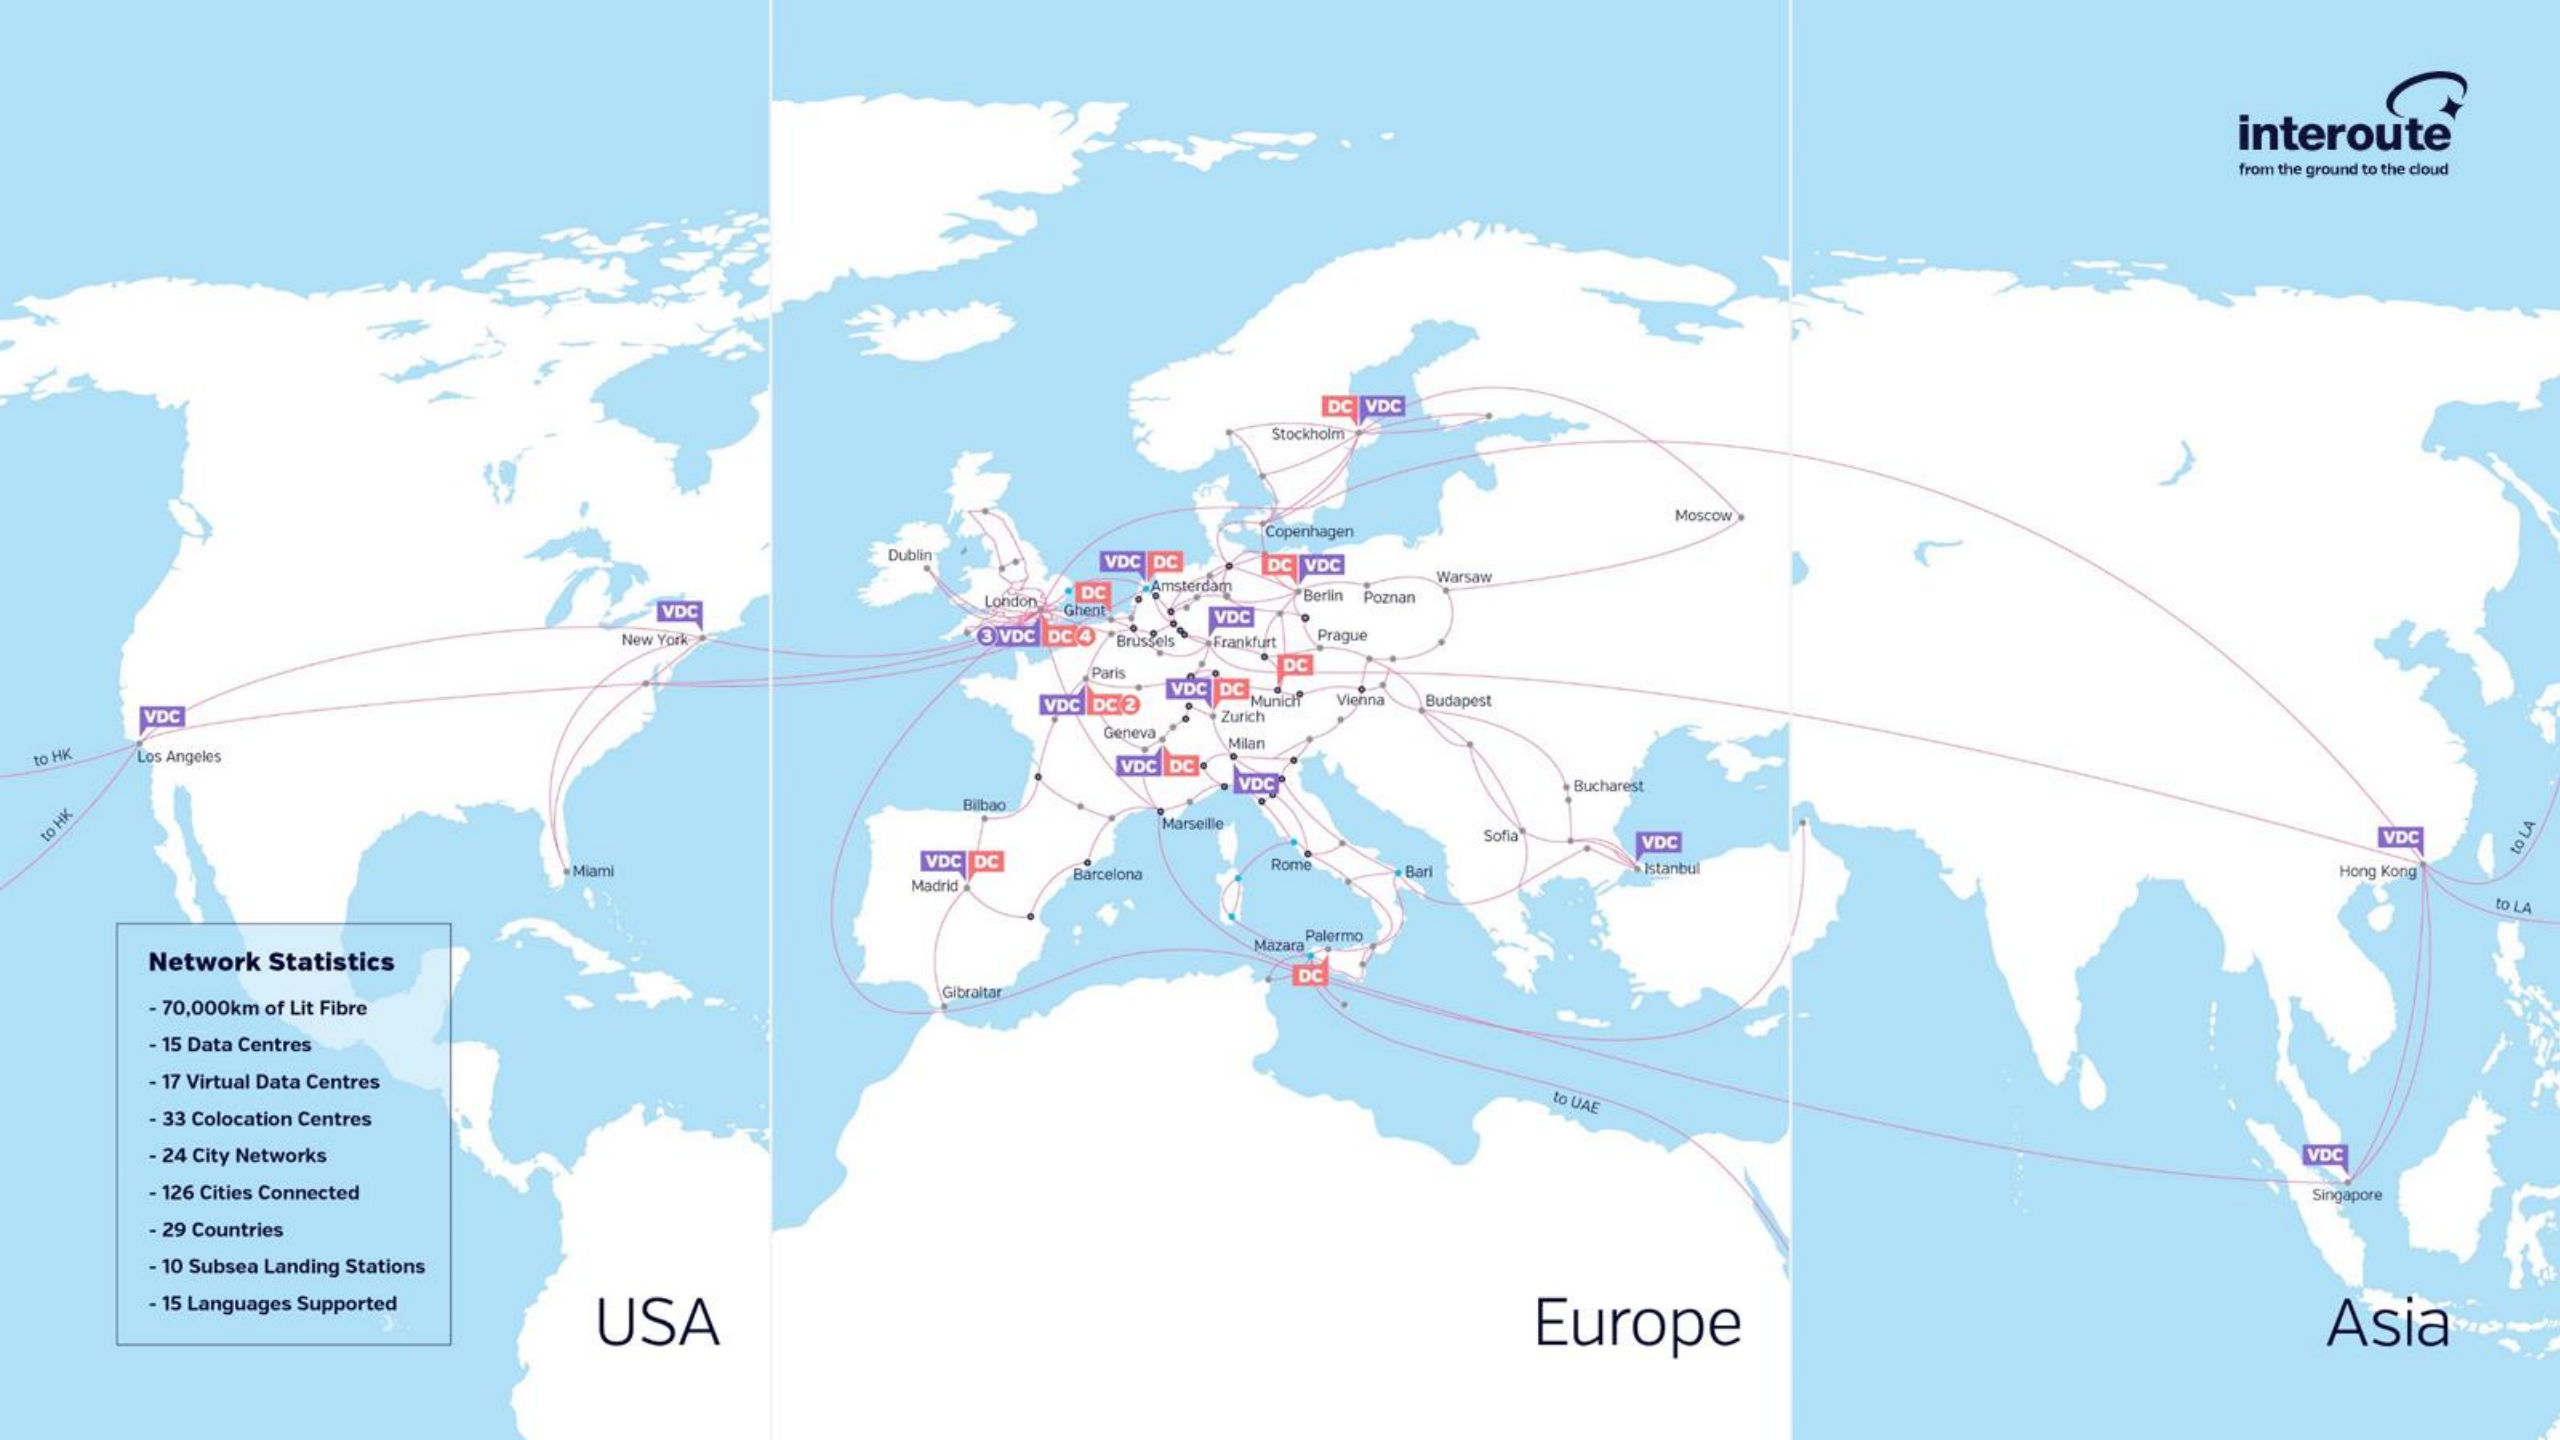 interoute
from the ground to the cloud
DC VDC
Stockholm
Moscow
Copenhagen
Dublin
VDC DC
Amsterdam
DC VDC
Berlin
Poznan
Warsaw
London
DC
Ghent
3 VDC DC 4
Brussels
VDC
Frankfurt
Prague
VDC
New York
DC
Munich
Paris
VDC DC 2
VDC DC
Zurich
Vienna
Budapest
VDC
Los Angeles
to HK
to HK
Geneva
VDC DC
Milan
VDC
Bucharest
Bilbao
Marseille
Sofia
VDC
Istanbul
VDC
Hong Kong
to LA
to LA
Miami
VDC DC
Madrid
Barcelona
Rome
Bari
Mazara
Palermo
DC
Gibraltar
to UAE
VDC
Singapore
Network Statistics
- 70,000km of Lit Fibre
- 15 Data Centres
- 17 Virtual Data Centres
- 33 Colocation Centres
- 24 City Networks
- 126 Cities Connected
- 29 Countries
- 10 Subsea Landing Stations
- 15 Languages Supported
USA
Europe
Asia